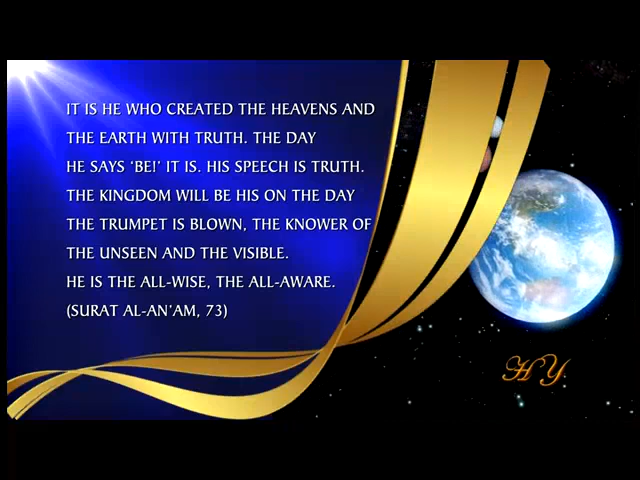 IT IS HE WHO CREATED THE HEAVENS AND
THE EARTH WITH TRUTH. THE DAY
HE SAYS ‘BE!’ IT IS. HIS SPEECH IS TRUTH.
THE KINGDOM WILL BE HIS ON THE DAY
THE TRUMPET IS BLOWN, THE KNOWER OF
THE UNSEEN AND THE VISIBLE.
HE IS THE ALL-WISE, THE ALL-AWARE.
(SURAT AL-AN’AM, 73)
HY